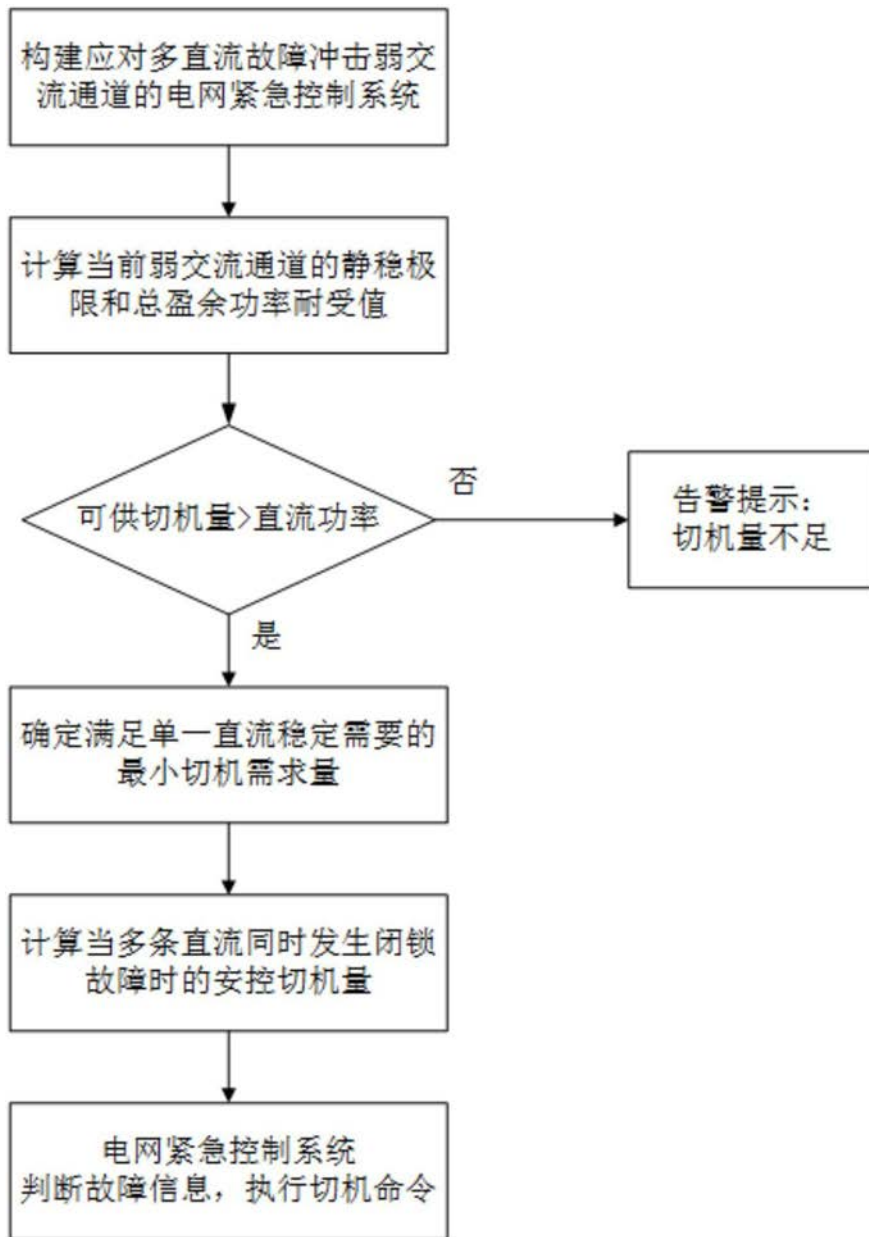 构建应对多直流故障冲击弱交
流通道的电网紧急控制系统
计算当前弱交流通道的静稳极
限和总盈余功率耐受值
可供切机量>直流功率
否
告警提示：
切机量不足
是
确定满足单一直流稳定需要的
最小切机需求量
计算当多条直流同时发生闭锁
故障时的安控切机量
电网紧急控制系统
判断故障信息，执行切机命令